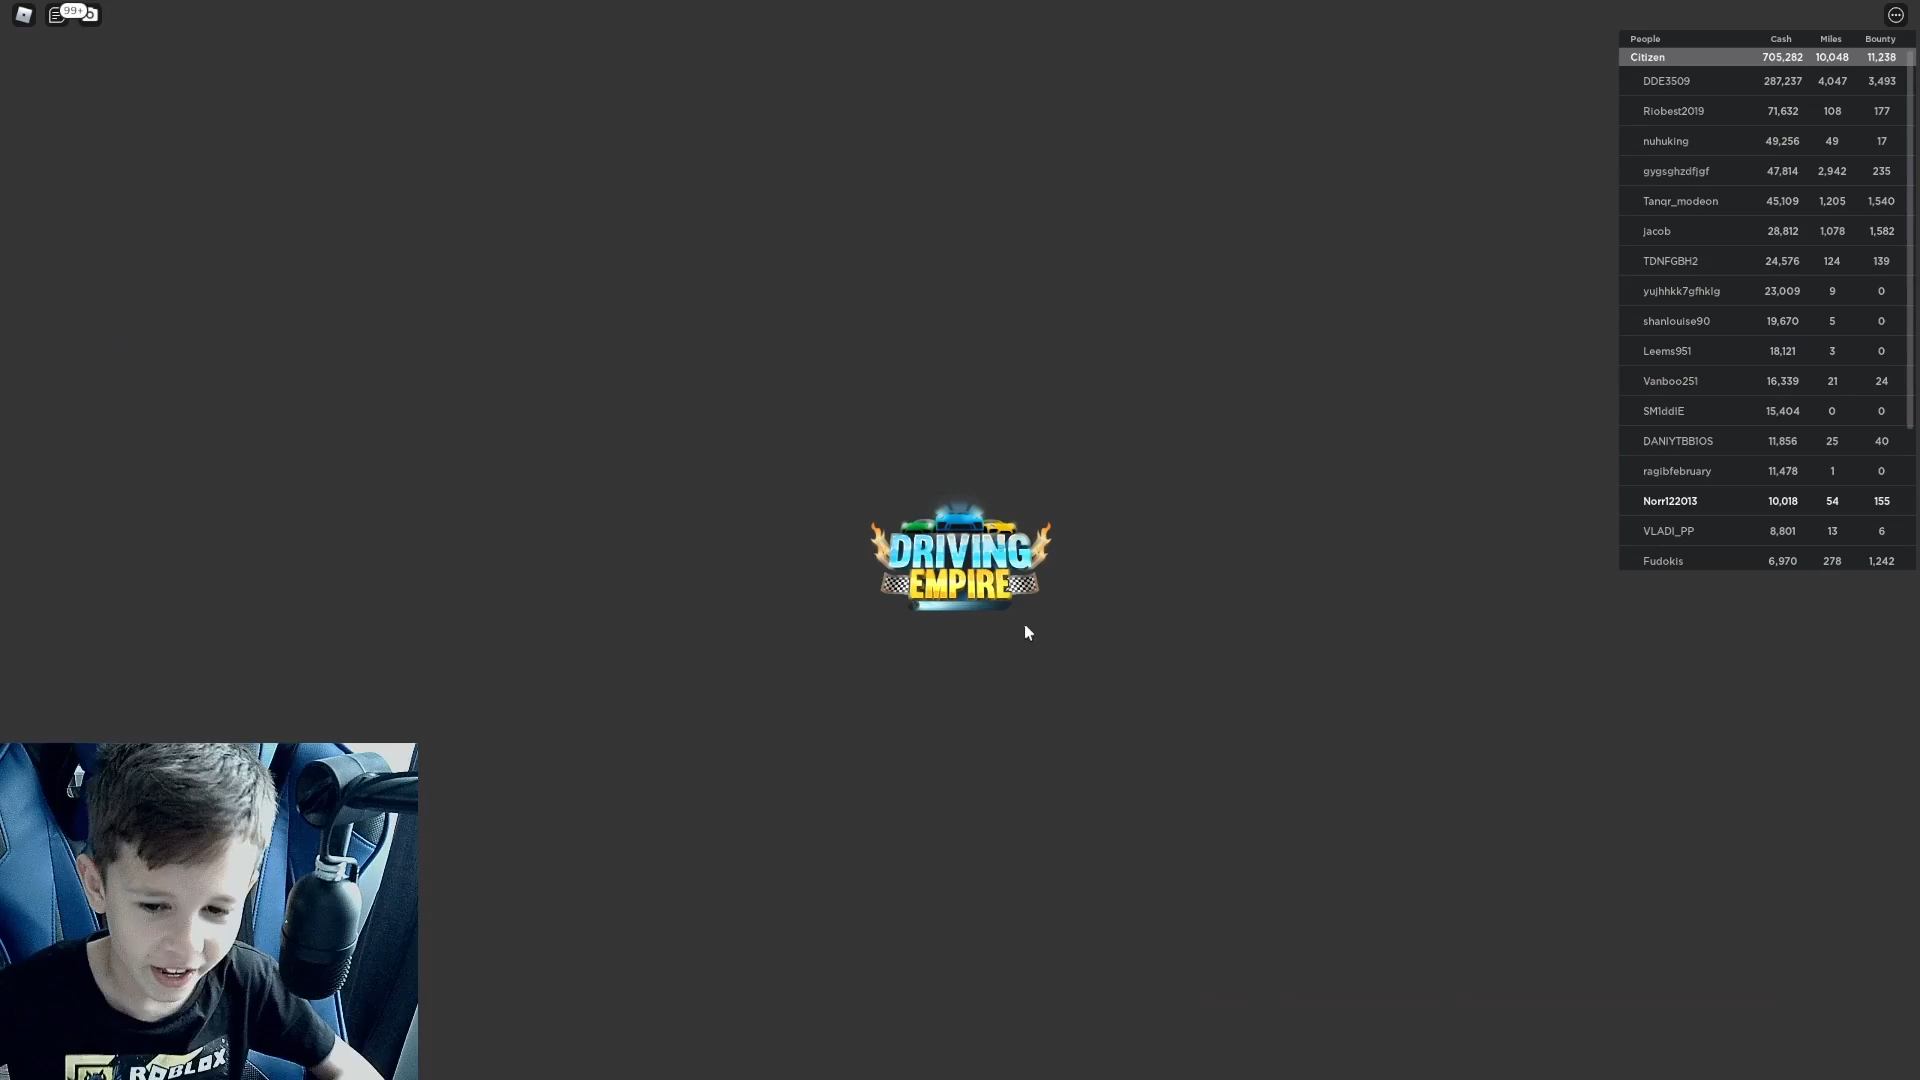 99+
People Cash Miles Bounty
Citizen 705,282 10,048 11,238
DDE3509 287,237 4,047 3,493
Riobest2019 71,632 108 177
nuhuking 49,256 49 17
gygsghzdfjgf 47,814 2,942 235
Tanqr_modeon 45,109 1,205 1,540
jacob 28,812 1,078 1,582
TDNFGBH2 24,576 124 139
yujhhkk7gfhklg 23,009 9 0
shanlouise90 19,670 5 0
Leems951 18,121 3 0
Vanboo251 16,339 21 24
SM1ddlE 15,404 0 0
DANIYTBB1OS 11,856 25 40
ragibfebruary 11,478 1 0
Norr122013 10,018 54 155
VLADI_PP 8,801 13 6
Fudokis 6,970 278 1,242
DRIVING
EMPIRE
ROBLOX